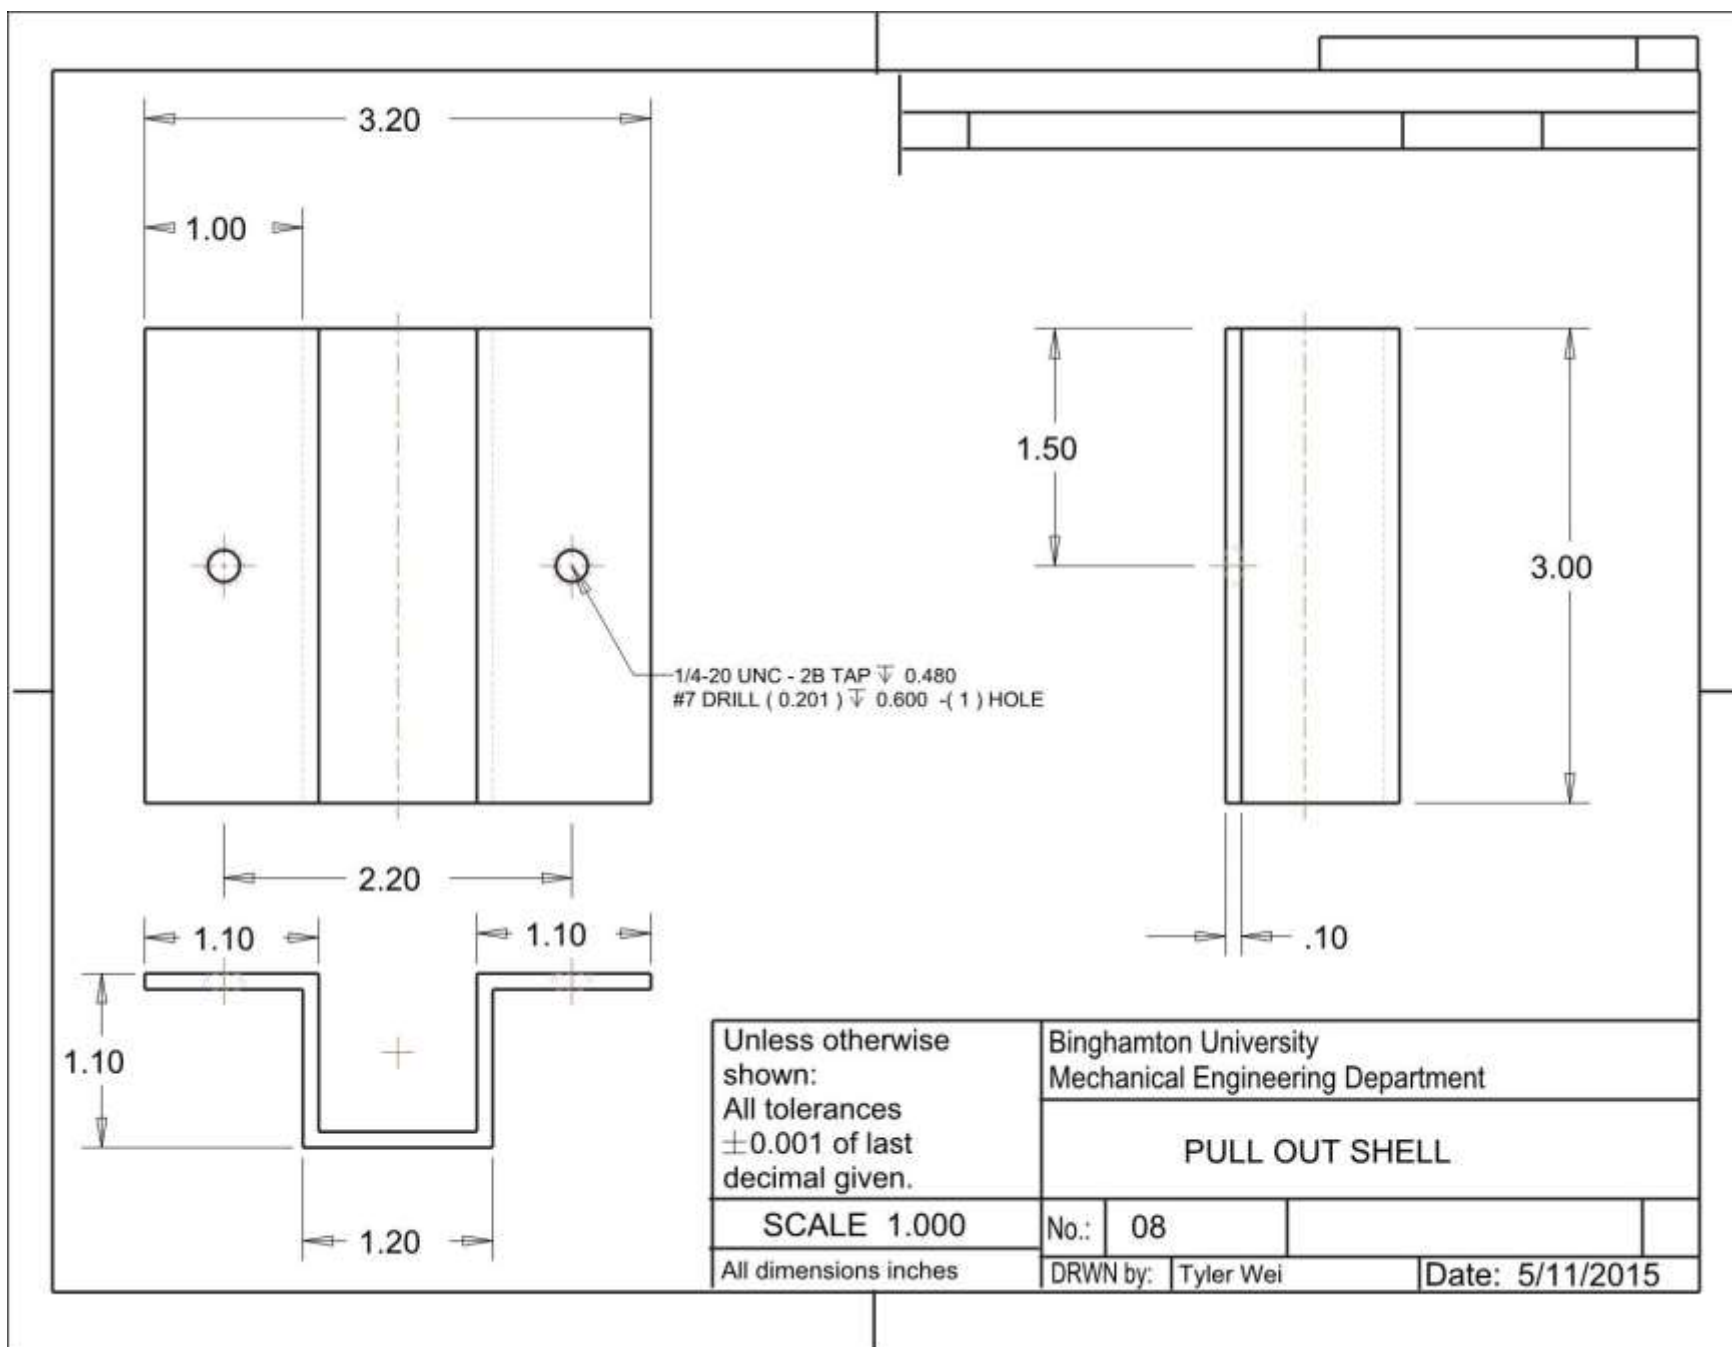 3.20
1.00
1.50
3.00
1/4-20 UNC - 2B TAP ↧ 0.480
#7 DRILL ( 0.201 ) ↧ 0.600 -( 1 ) HOLE
2.20
1.10
1.10
.10
1.10
1.20
Unless otherwise
shown:
All tolerances
±0.001 of last
decimal given.
SCALE 1.000
All dimensions inches
Binghamton University
Mechanical Engineering Department
PULL OUT SHELL
No.: 08
DRWN by: Tyler Wei Date: 5/11/2015